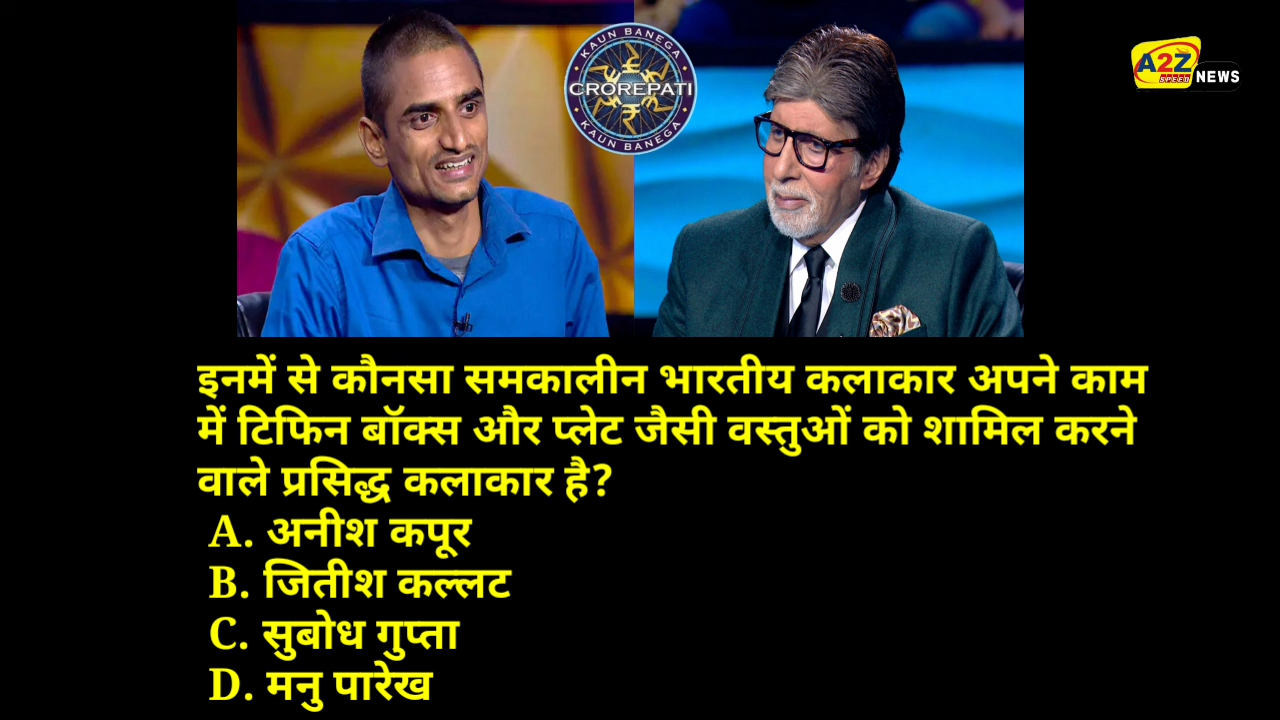 KAUN BANEGA
CROREPATI
KAUN BANEGA
A2Z
SPEED NEWS
इनमें से कौनसा समकालीन भारतीय कलाकार अपने काम
में टिफिन बॉक्स और प्लेट जैसी वस्तुओं को शामिल करने
वाले प्रसिद्ध कलाकार है?
A. अनीश कपूर
B. जितीश कल्लट
C. सुबोध गुप्ता
D. मनु पारेख